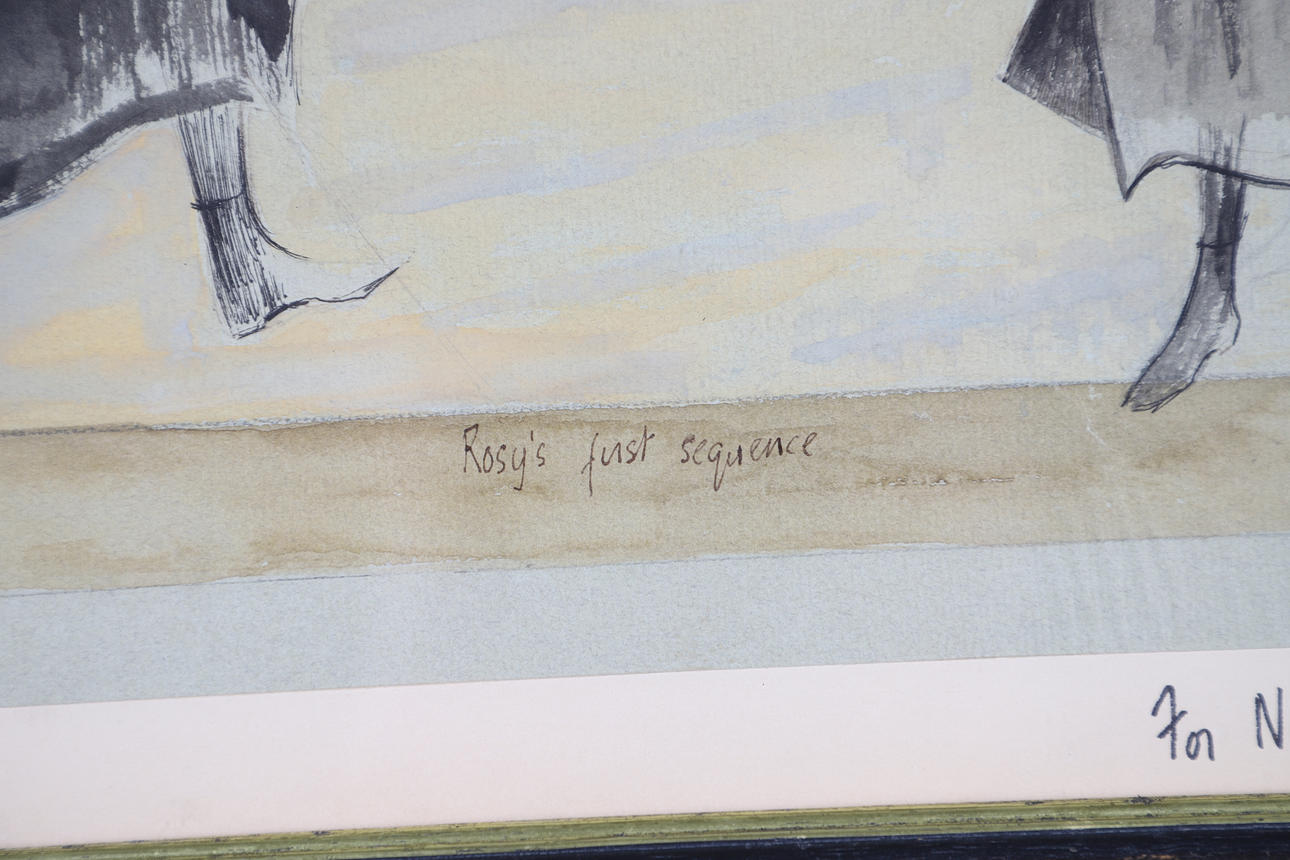 Rosy's first sequence
For N